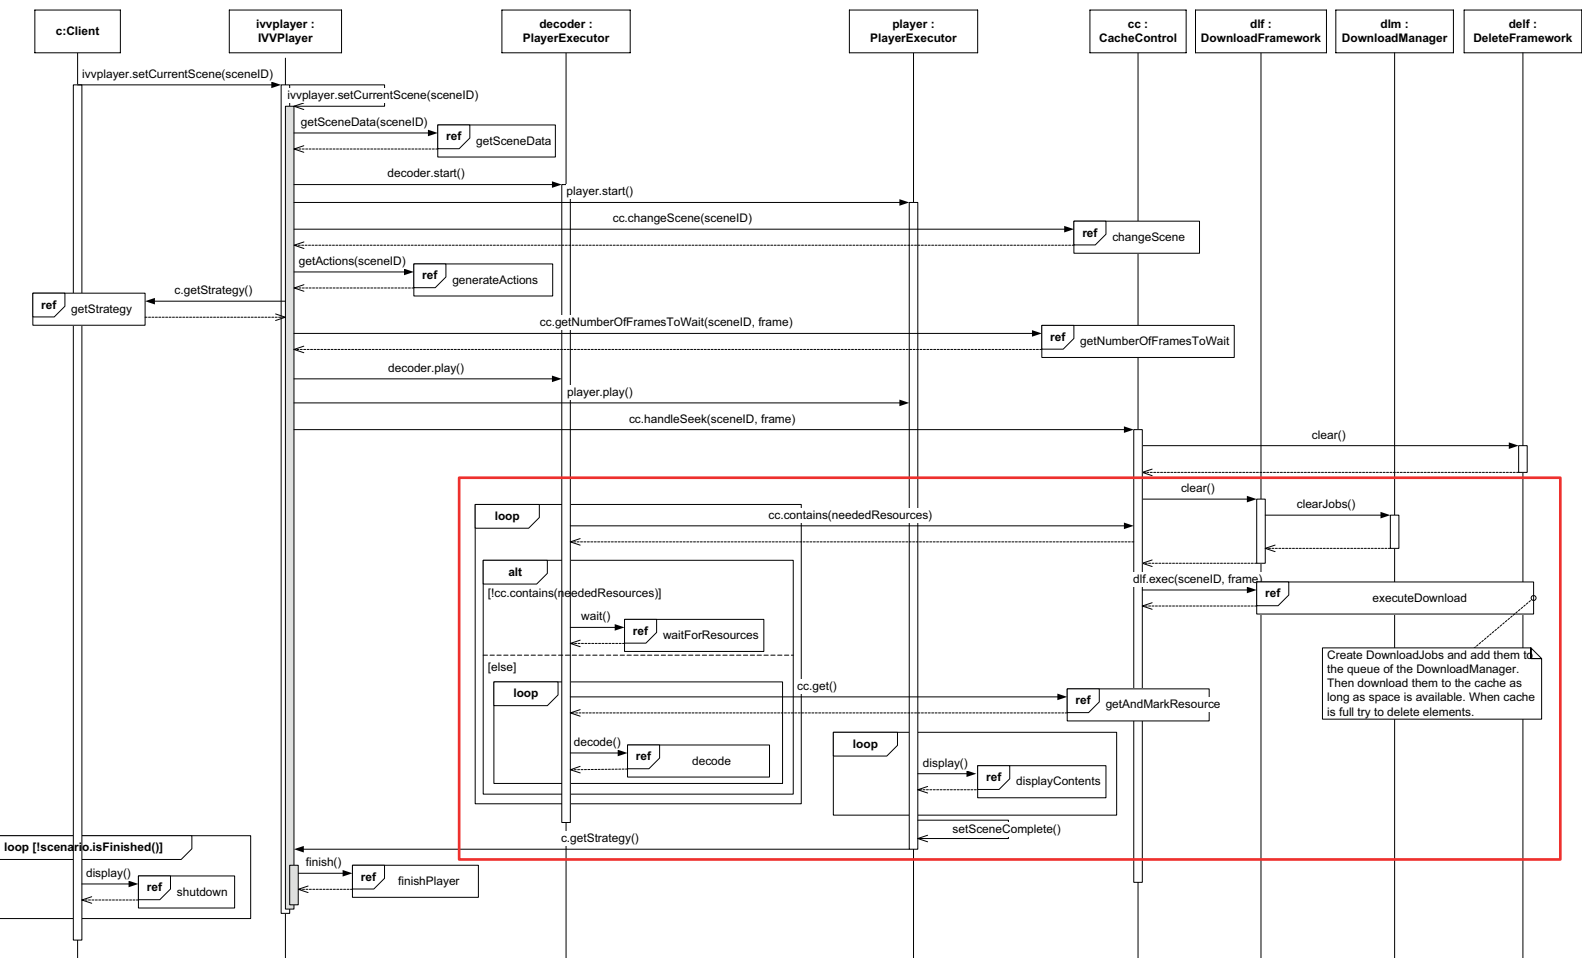 c:Client
ivvplayer :
IVVPlayer
decoder :
PlayerExecutor
player :
PlayerExecutor
cc :
CacheControl
dlf :
DownloadFramework
dlm :
DownloadManager
delf :
DeleteFramework
ivvplayer.setCurrentScene(sceneID)
ivvplayer.setCurrentScene(sceneID)
getSceneData(sceneID)
ref
getSceneData
decoder.start()
player.start()
cc.changeScene(sceneID)
ref
changeScene
getActions(sceneID)
ref
generateActions
c.getStrategy()
ref
getStrategy
cc.getNumberOfFramesToWait(sceneID, frame)
ref
getNumberOfFramesToWait
decoder.play()
player.play()
cc.handleSeek(sceneID, frame)
clear()
clear()
clearJobs()
loop
cc.contains(neededResources)
alt
[!cc.contains(neededResources)]
dlf.exec(sceneID, frame)
ref
executeDownload
wait()
ref
waitForResources
[else]
Create DownloadJobs and add them to
the queue of the DownloadManager.
Then download them to the cache as
long as space is available. When cache
is full try to delete elements.
loop
cc.get()
ref
getAndMarkResource
decode()
ref
decode
loop
display()
ref
displayContents
setSceneComplete()
c.getStrategy()
loop [!scenario.isFinished()]
display()
ref
shutdown
finish()
ref
finishPlayer